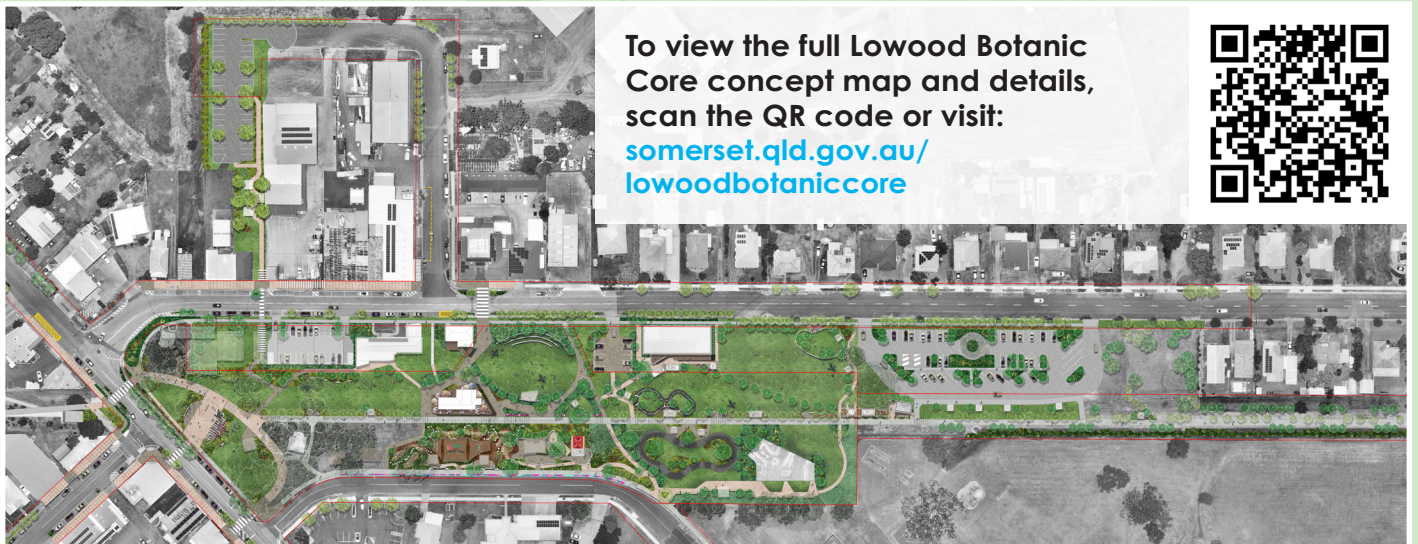 To view the full Lowood Botanic
Core concept map and details,
scan the QR code or visit:
somerset.qld.gov.au/
lowoodbotaniccore